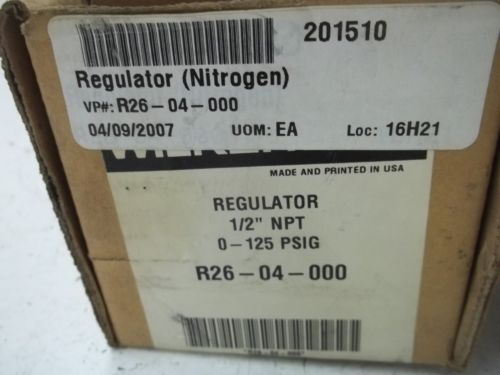 201510
Regulator (Nitrogen)
VP#: R26-04-000
04/09/2007 UOM: EA Loc: 16H21
MADE AND PRINTED IN USA
REGULATOR
1/2" NPT
0-125 PSIG
R26-04-000